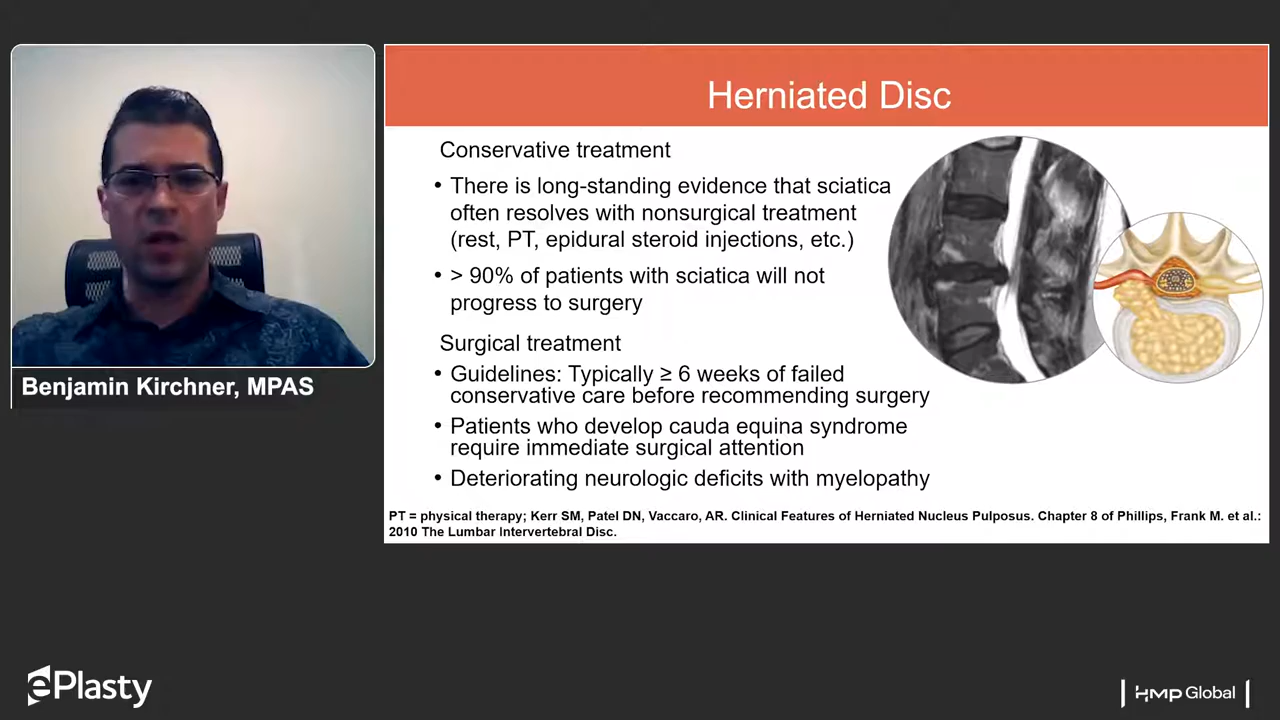 Herniated Disc
Conservative treatment
• There is long-standing evidence that sciatica
often resolves with nonsurgical treatment
(rest, PT, epidural steroid injections, etc.)
• > 90% of patients with sciatica will not
progress to surgery
Surgical treatment
• Guidelines: Typically ≥ 6 weeks of failed
conservative care before recommending surgery
• Patients who develop cauda equina syndrome
require immediate surgical attention
• Deteriorating neurologic deficits with myelopathy
PT = physical therapy; Kerr SM, Patel DN, Vaccaro, AR. Clinical Features of Herniated Nucleus Pulposus. Chapter 8 of Phillips, Frank M. et al.:
2010 The Lumbar Intervertebral Disc.
Benjamin Kirchner, MPAS
ePlasty
HMP Global